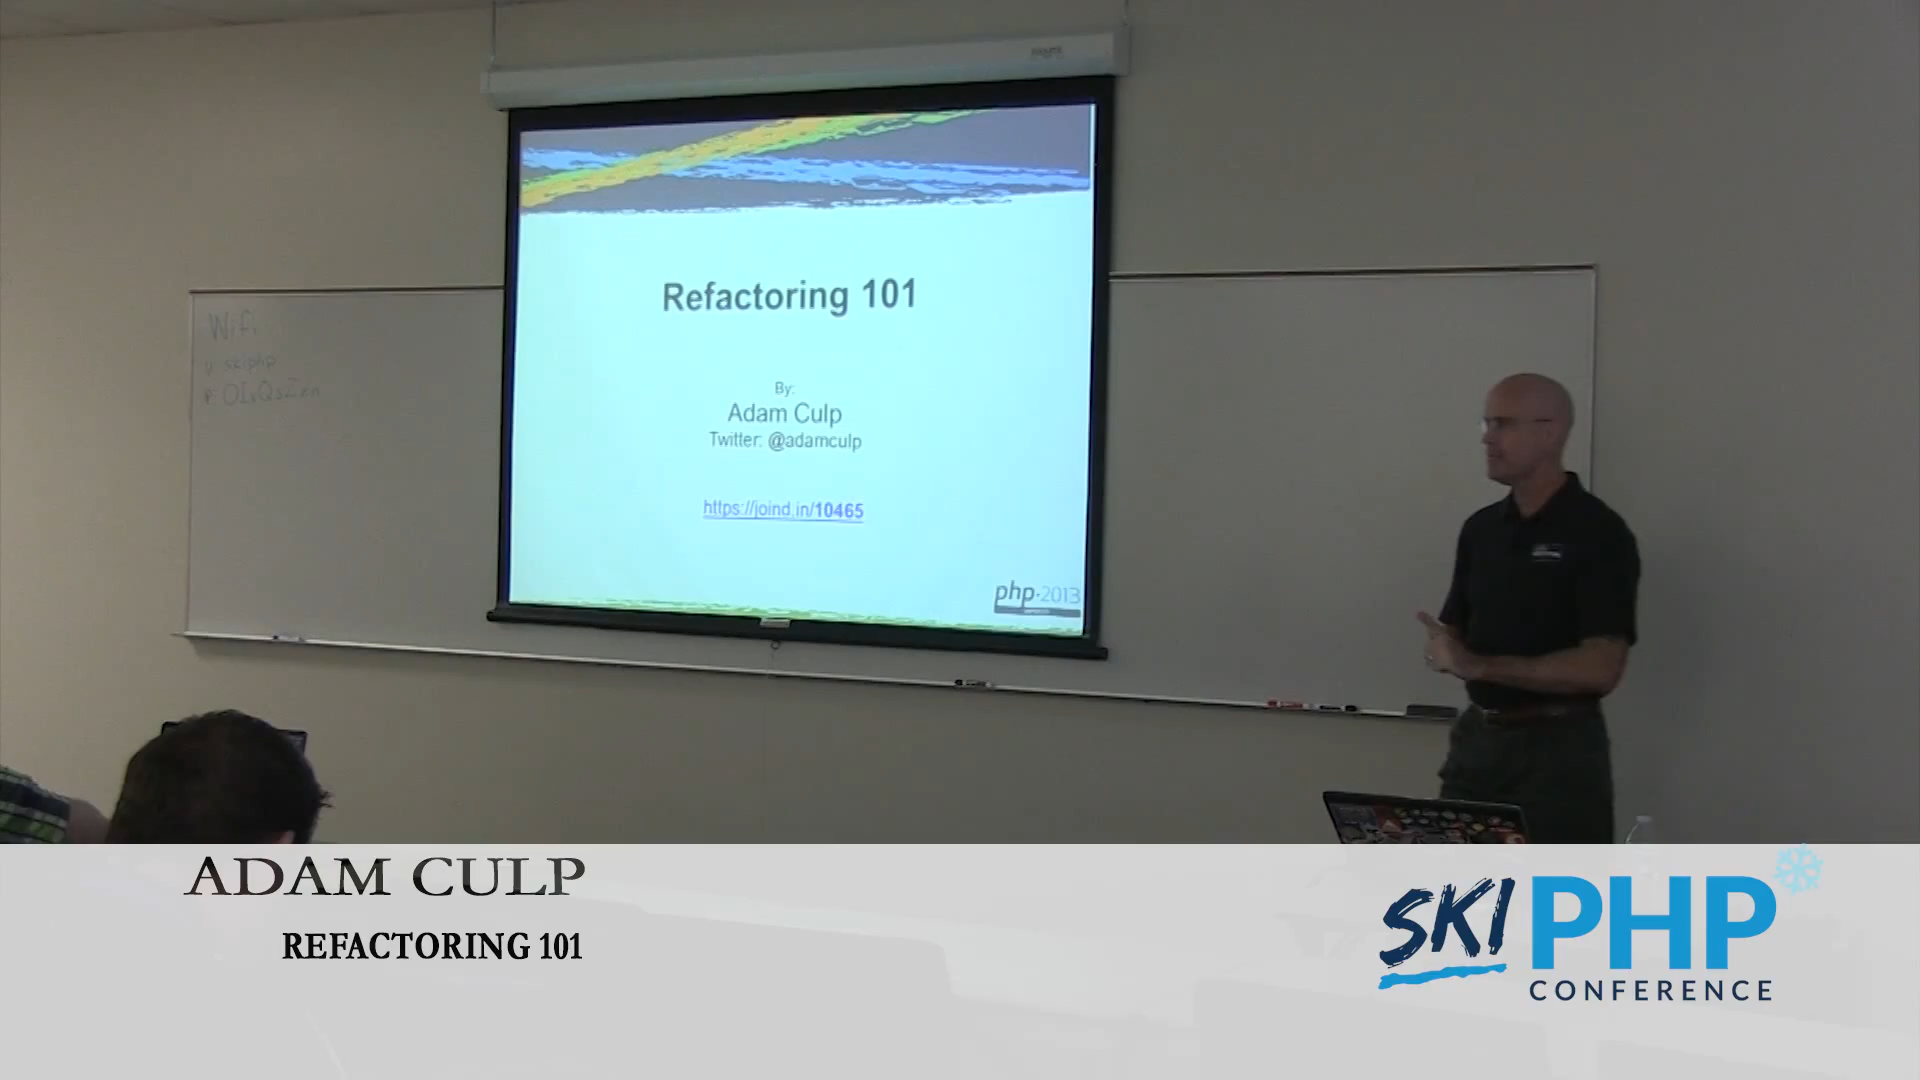 Refactoring 101
By:
Adam Culp
Twitter: @adamculp
https://joind.in/10465
php·2013
Wifi
u: skiphp
ADAM CULP
REFACTORING 101
SKI PHP
CONFERENCE